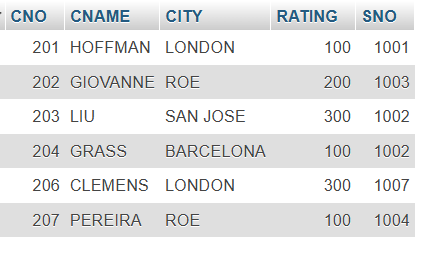 CNO CNAME CITY RATING SNO
201 HOFFMAN LONDON 100 1001
202 GIOVANNE ROE 200 1003
203 LIU SAN JOSE 300 1002
204 GRASS BARCELONA 100 1002
206 CLEMENS LONDON 300 1007
207 PEREIRA ROE 100 1004